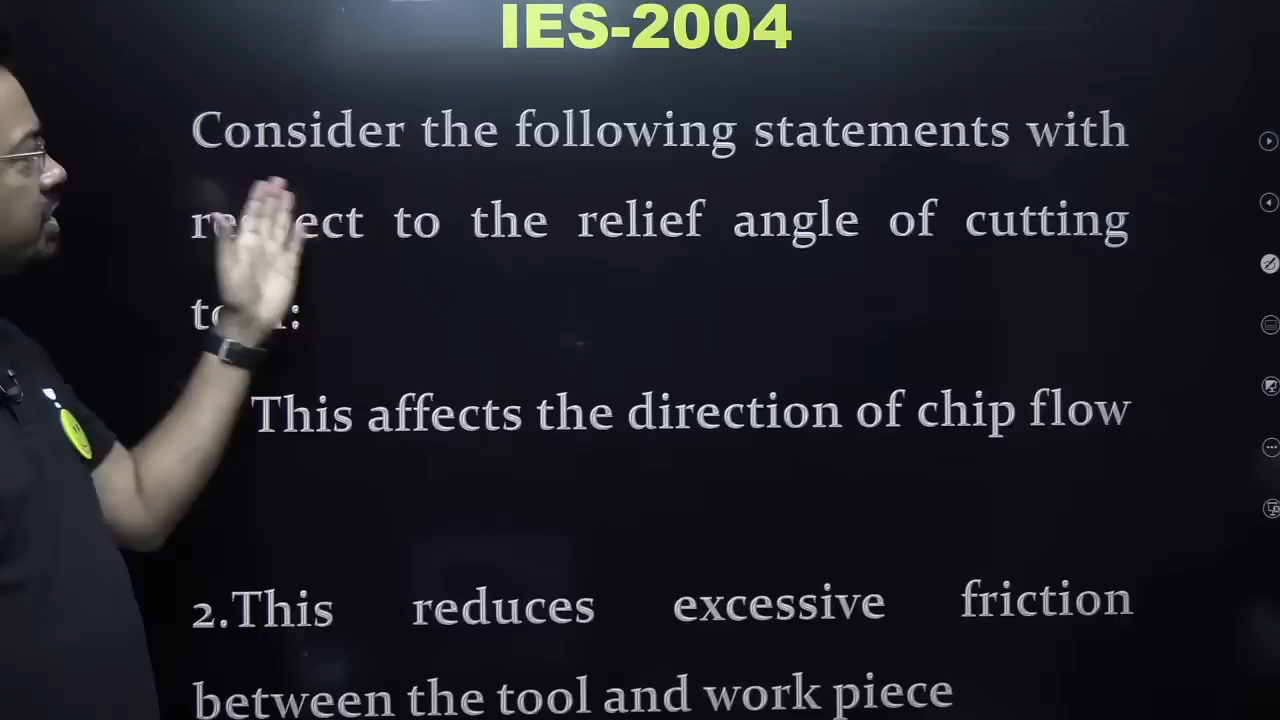 IES-2004
Consider the following statements with
to the relief angle of cutting
This affects the direction of chip flow
2.This reduces excessive friction
between the tool and work piece